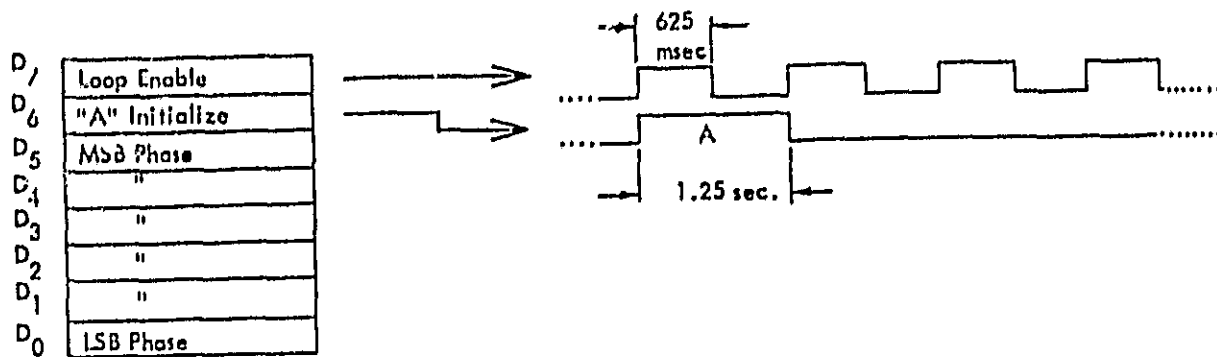 625
msec
D7 Loop Enable
D6 "A" Initialize
D5 MSB Phase
D4 "
D3 "
D2 "
D1 "
D0 LSB Phase
A
1.25 sec.